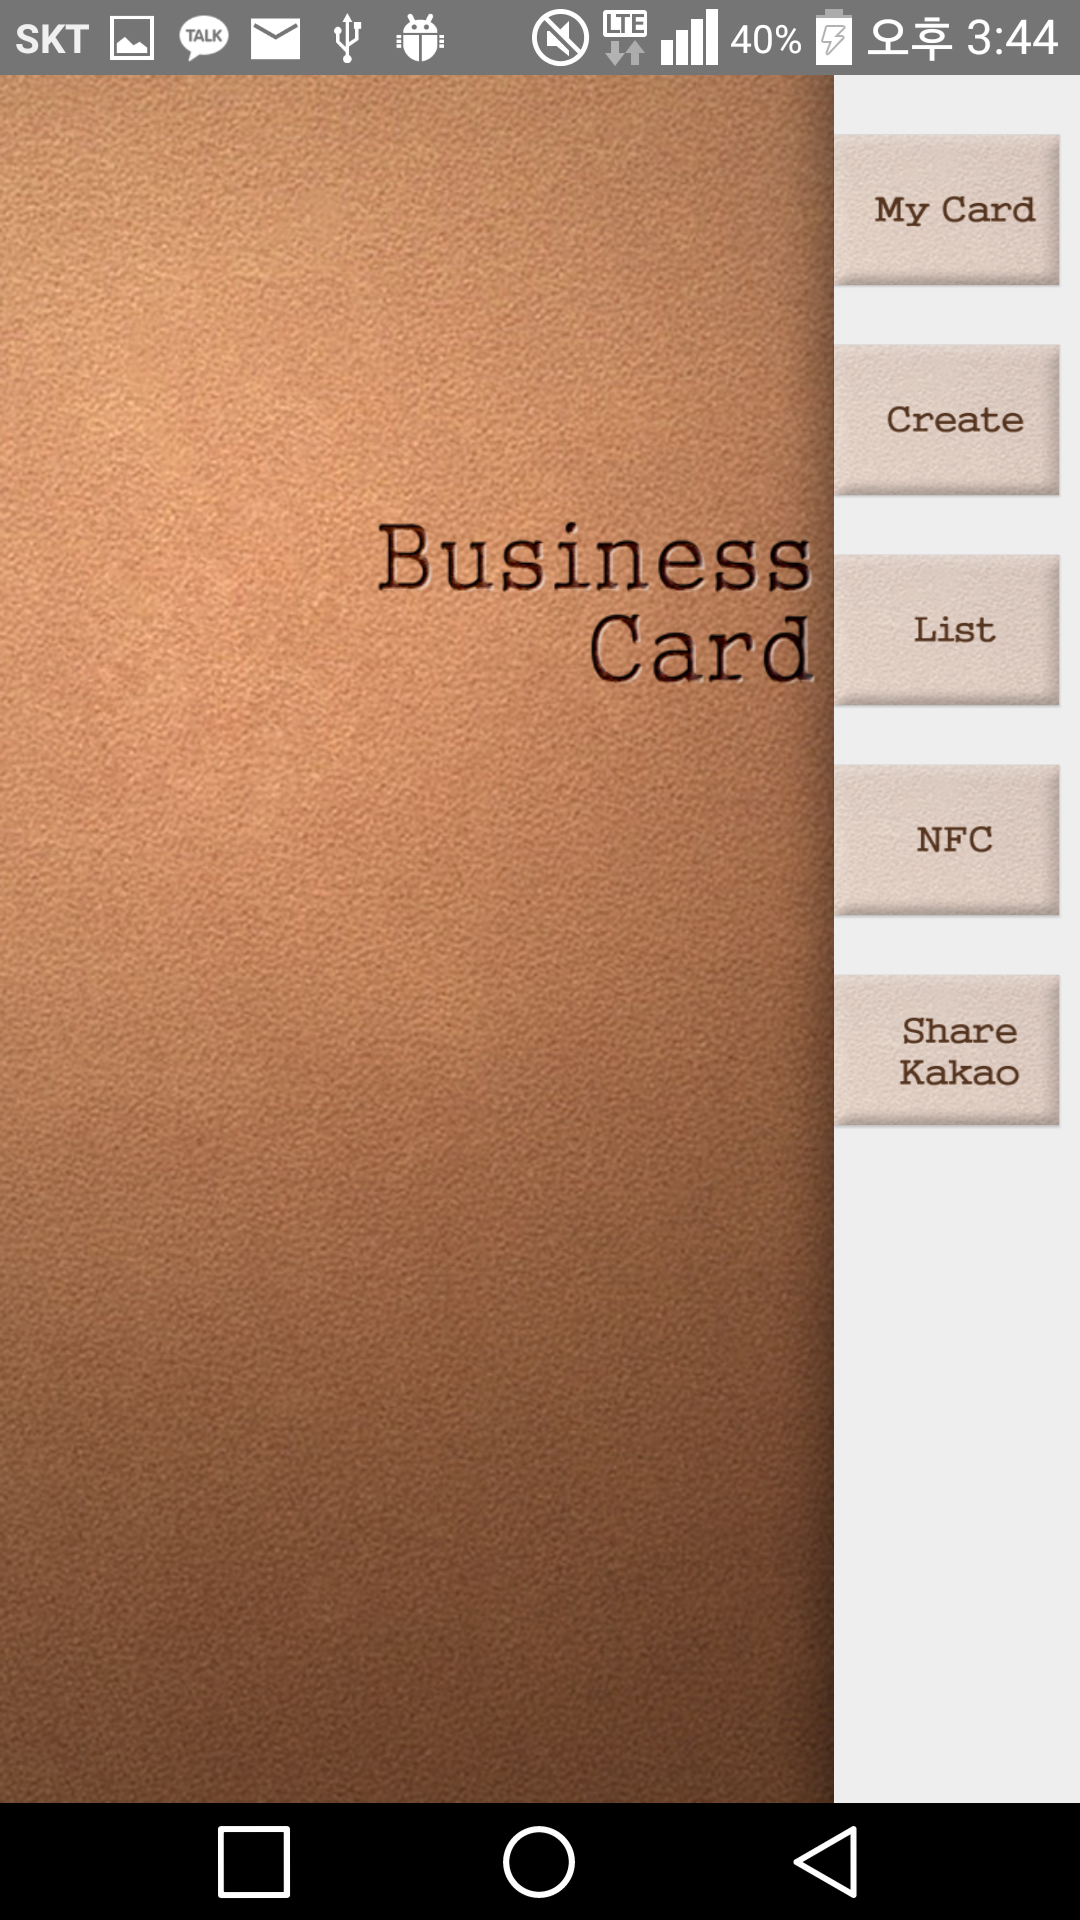 SKT TALK LTE 40% 오후 3:44
My Card
Create
Business
Card
List
NFC
Share
Kakao